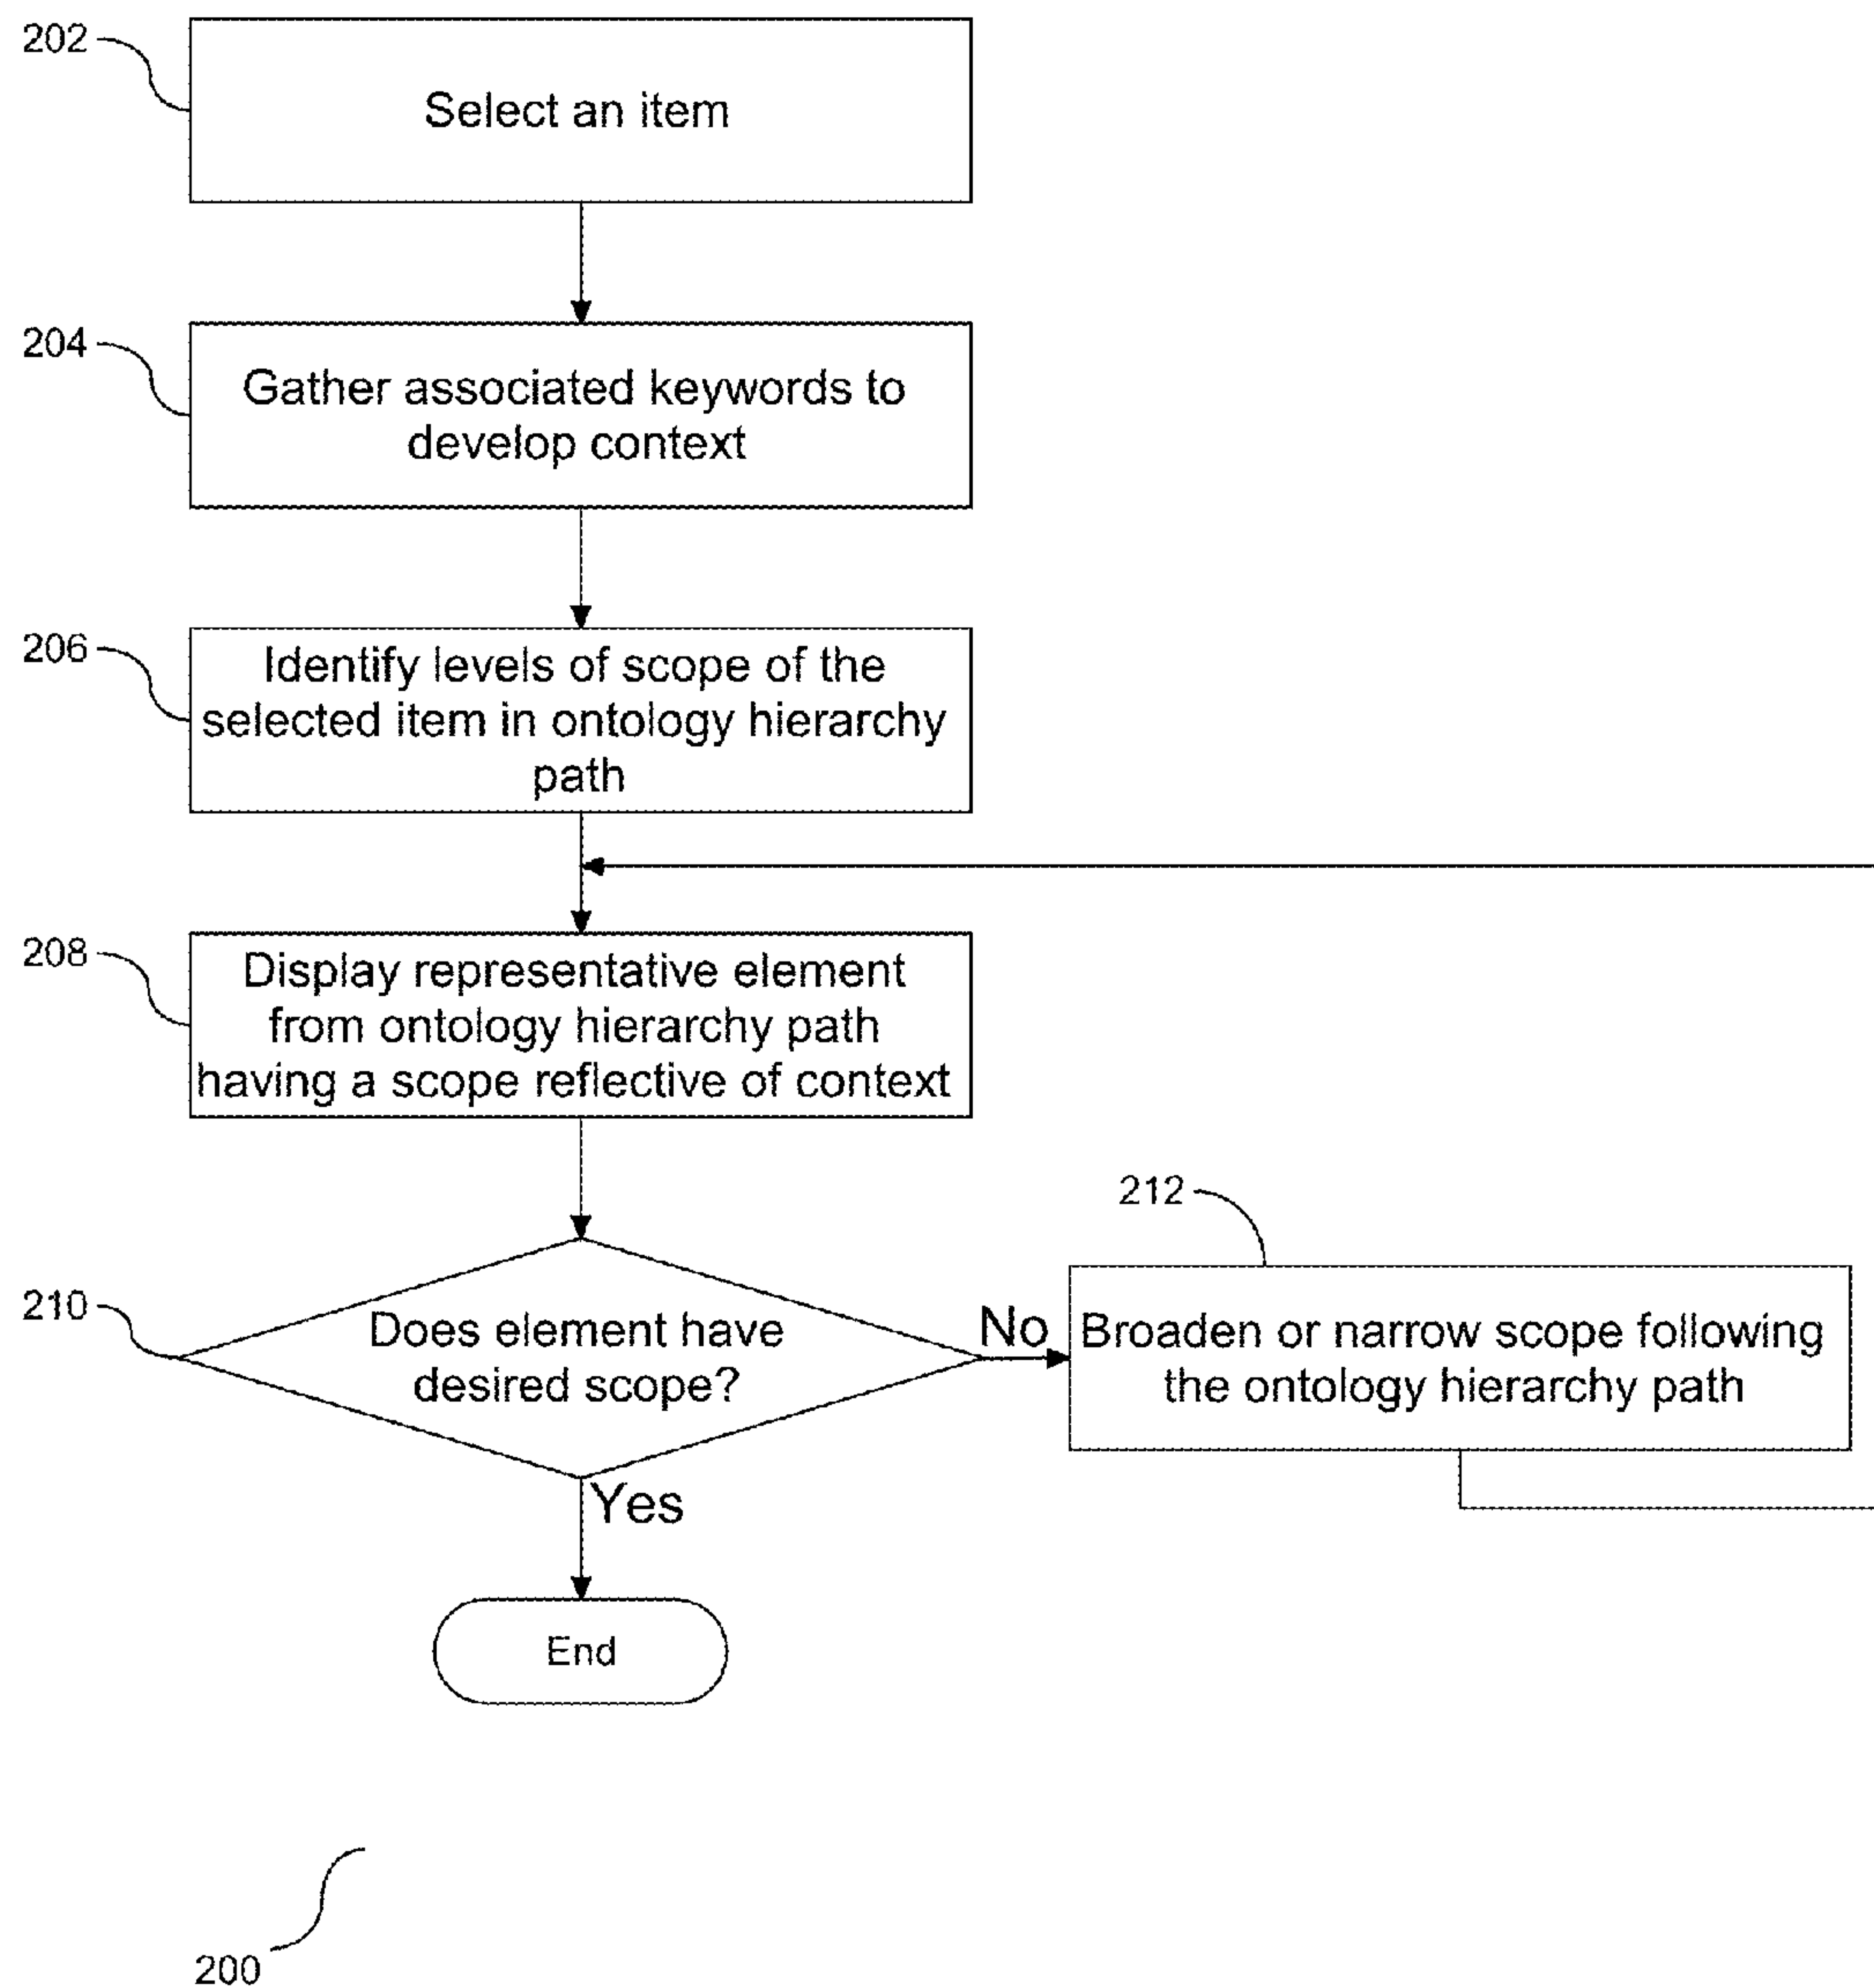 202
Select an item
204
Gather associated keywords to
develop context
206
Identify levels of scope of the
selected item in ontology hierarchy
path
208
Display representative element
from ontology hierarchy path
having a scope reflective of context
212
210
Does element have
desired scope?
No
Broaden or narrow scope following
the ontology hierarchy path
Yes
End
200